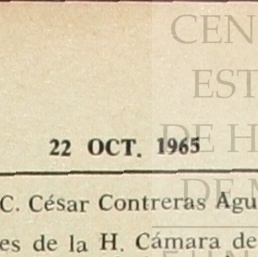 CEN
EST
22 OCT. 1965
DE H
C. César Contreras Agu
DE M
es de la H. Cámara de